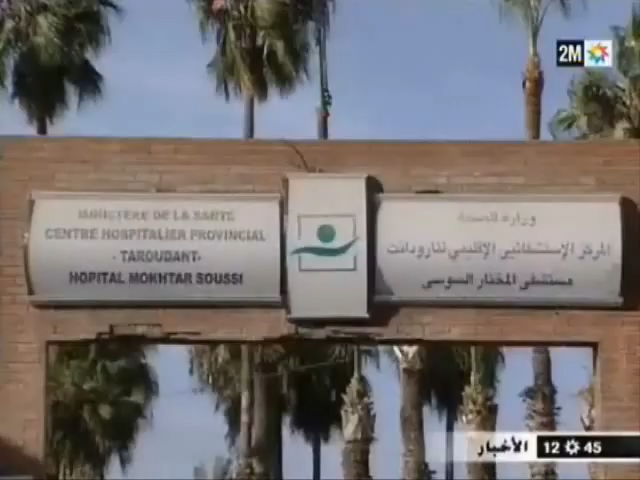 2M
MINISTERE DE LA SANTE
CENTRE HOSPITALIER PROVINCIAL
- TAROUDANT-
HOPITAL MOKHTAR SOUSSI
وزارة الصحة
المركز الإستشفائي الإقليمي لتارودانت
مستشفى المختار السوسي
الأخبار
12 45